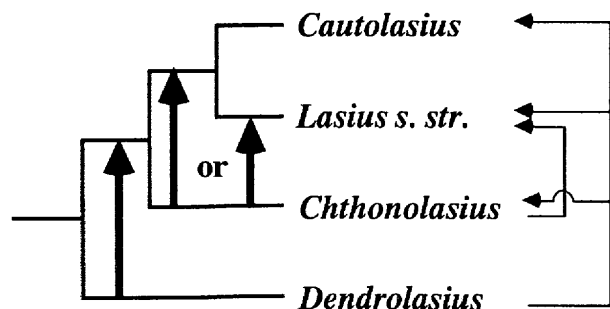 Cautolasius
Lasius s. str.
or
Chthonolasius
Dendrolasius